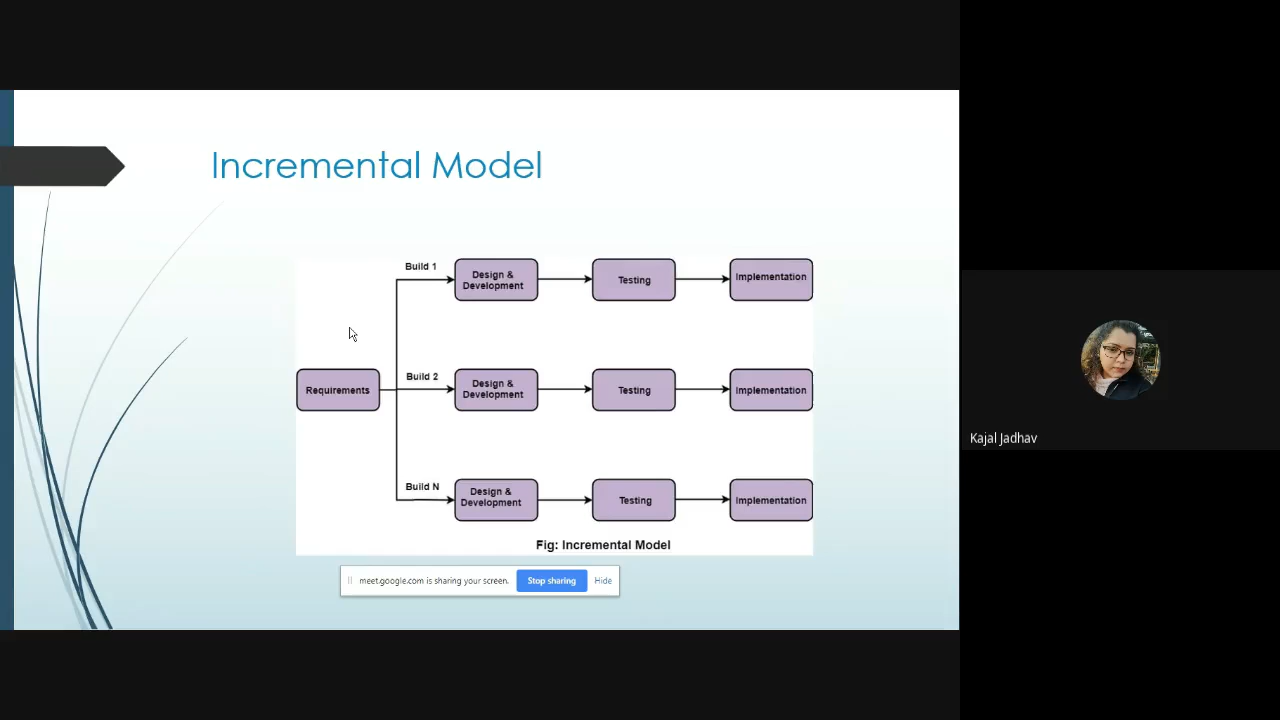 Incremental Model
Build 1
Design &
Development
Testing
Implementation
Requirements
Build 2
Design &
Development
Testing
Implementation
Build N
Design &
Development
Testing
Implementation
Fig: Incremental Model
meet.google.com is sharing your screen.
Stop sharing
Hide
Kajal Jadhav